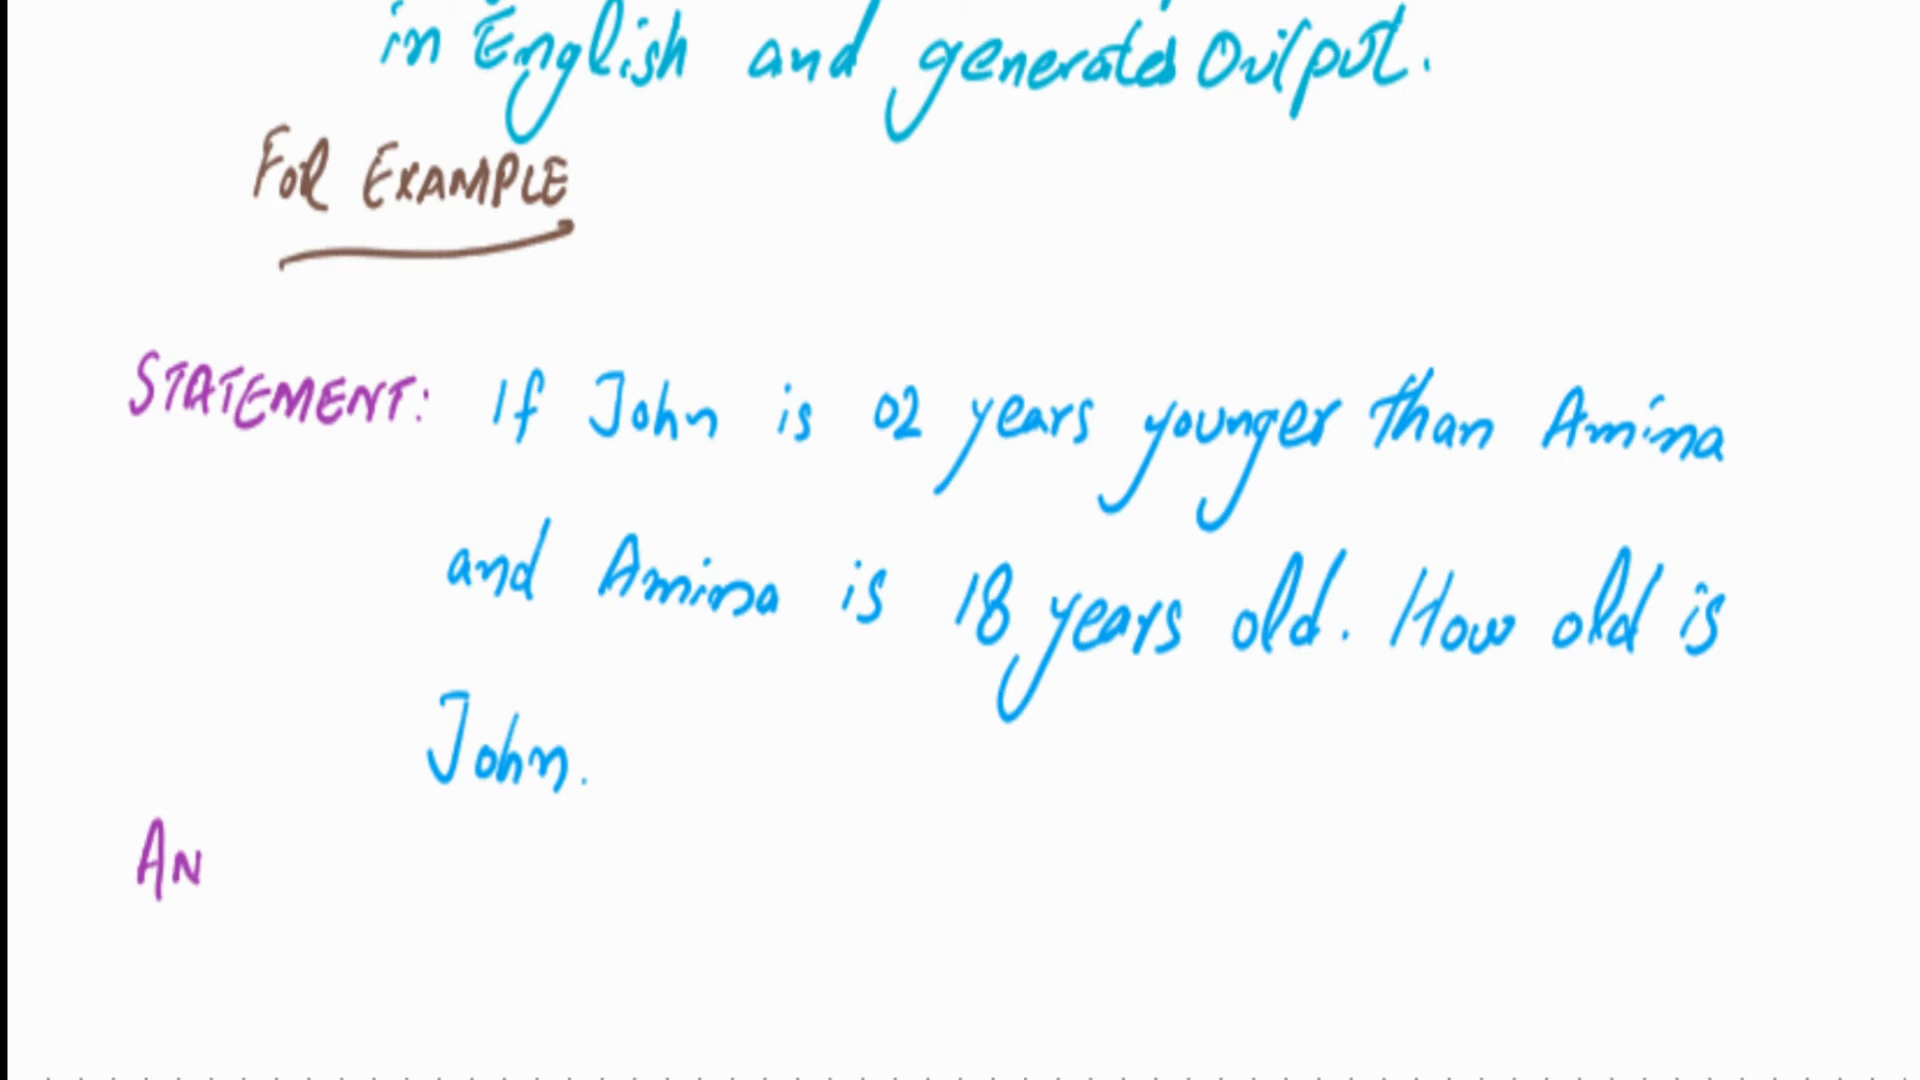 in English and generates Output.
FOR EXAMPLE
STATEMENT: If John is 02 years younger than Amina
and Amina is 18 years old. How old is
John.
AN